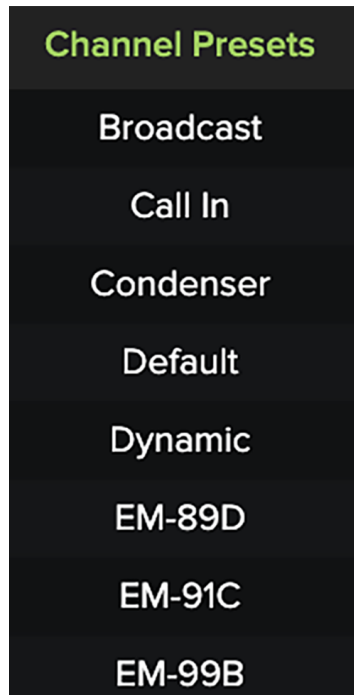 Channel Presets
Broadcast
Call In
Condenser
Default
Dynamic
EM-89D
EM-91C
EM-99B